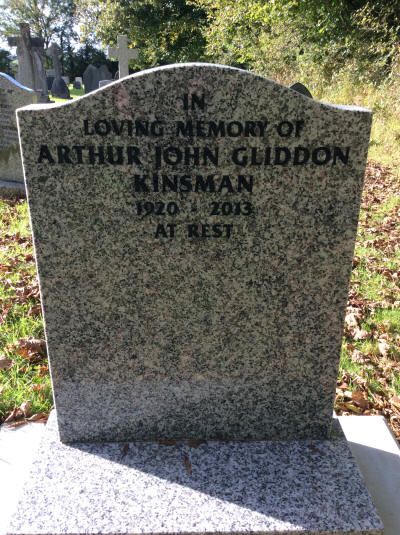 IN
LOVING MEMORY OF
ARTHUR JOHN GLIDDON
KINSMAN
1920 - 2013
AT REST